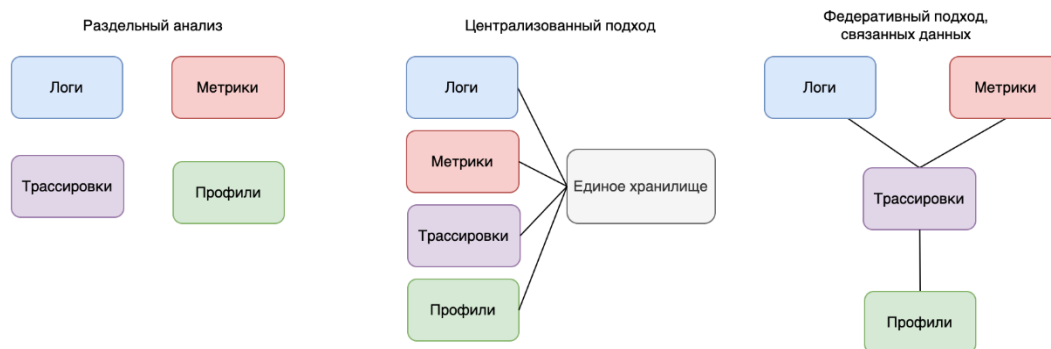 Раздельный анализ
Логи
Метрики
Трассировки
Профили
Централизованный подход
Логи
Метрики
Трассировки
Профили
Единое хранилище
Федеративный подход,
связанных данных
Логи
Метрики
Трассировки
Профили